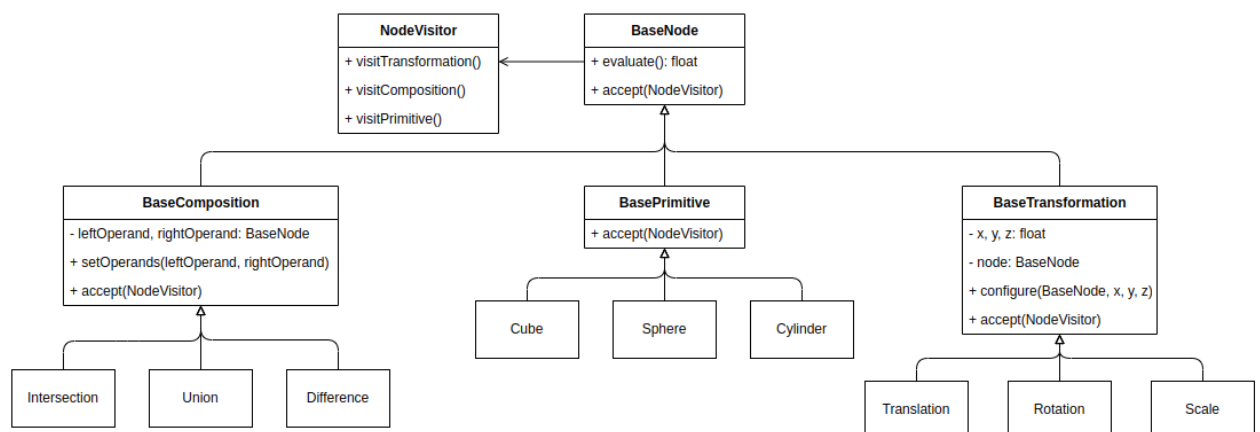 NodeVisitor
+ visitTransformation()
+ visitComposition()
+ visitPrimitive()
BaseNode
+ evaluate(): float
+ accept(NodeVisitor)
BaseComposition
- leftOperand, rightOperand: BaseNode
+ setOperands(leftOperand, rightOperand)
+ accept(NodeVisitor)
BasePrimitive
+ accept(NodeVisitor)
BaseTransformation
- x, y, z: float
- node: BaseNode
+ configure(BaseNode, x, y, z)
+ accept(NodeVisitor)
Intersection
Union
Difference
Cube
Sphere
Cylinder
Translation
Rotation
Scale